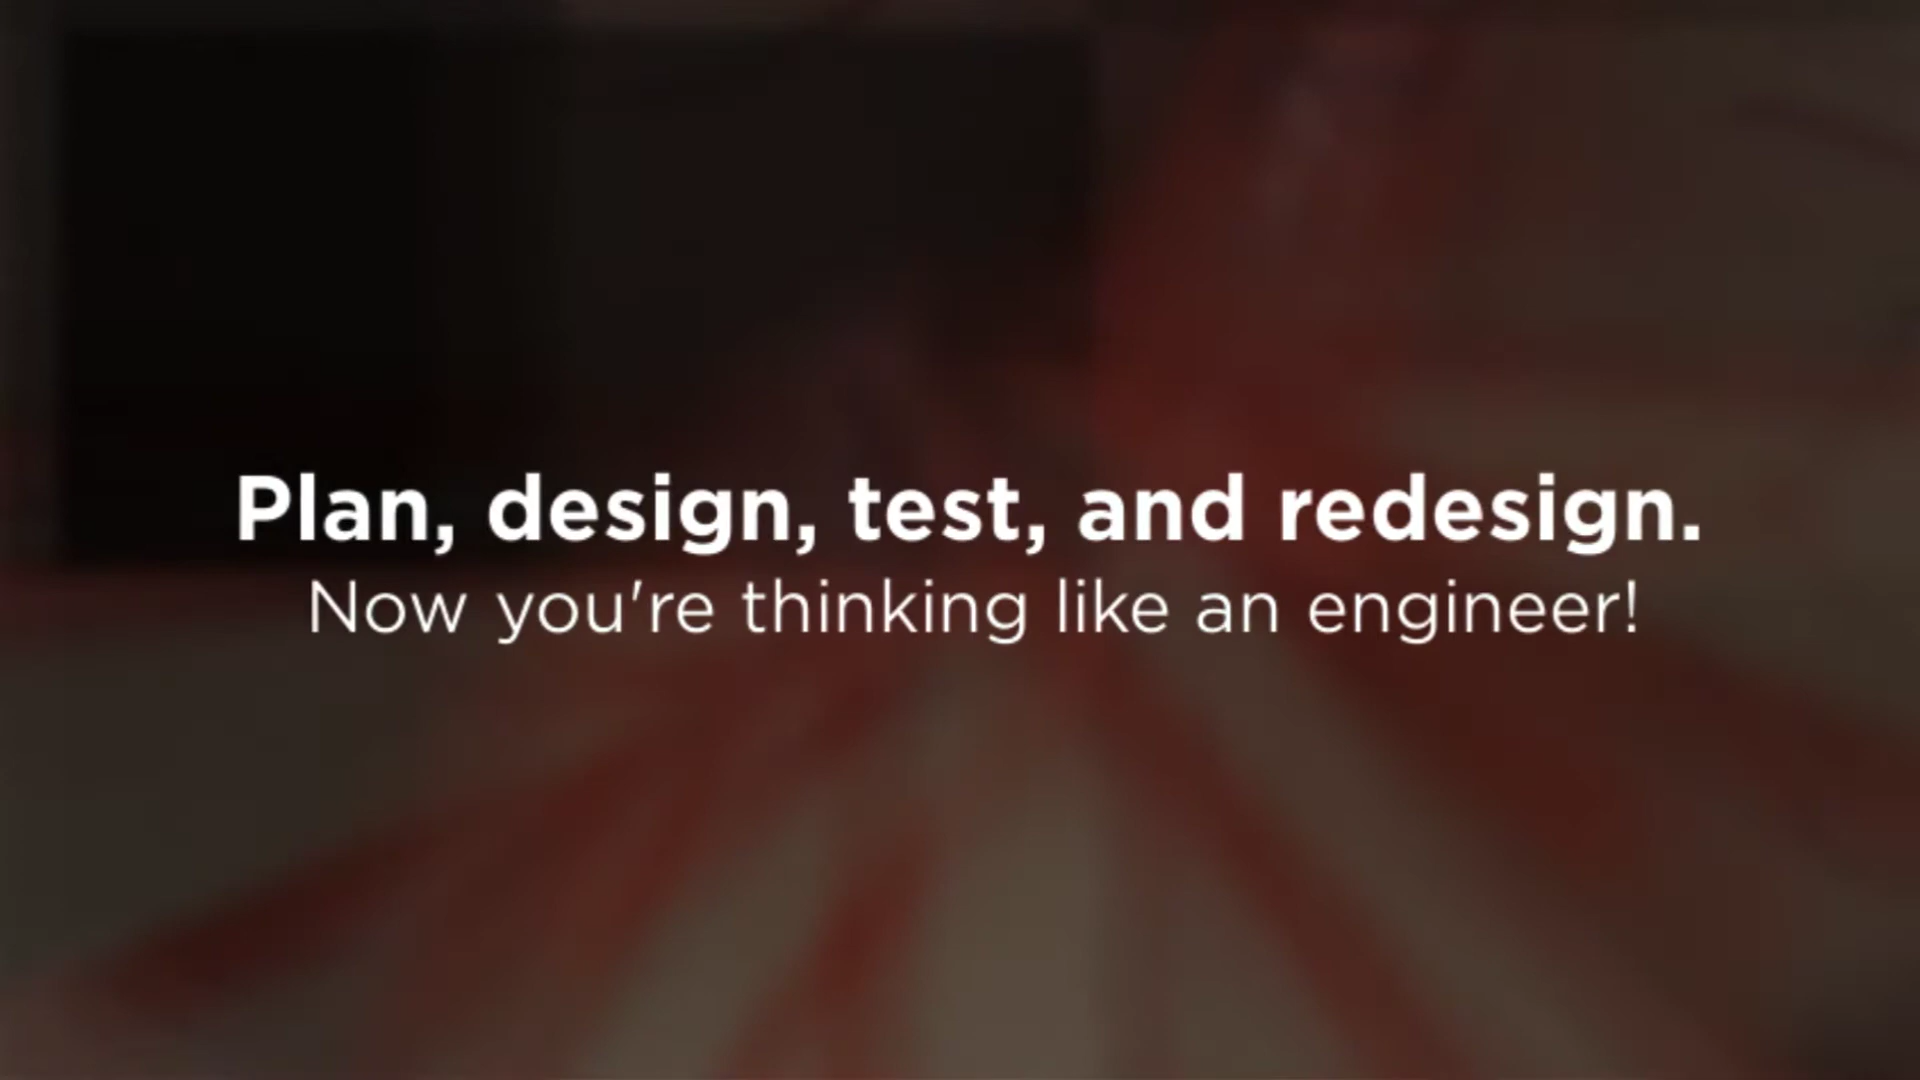 Plan, design, test, and redesign.
Now you're thinking like an engineer!